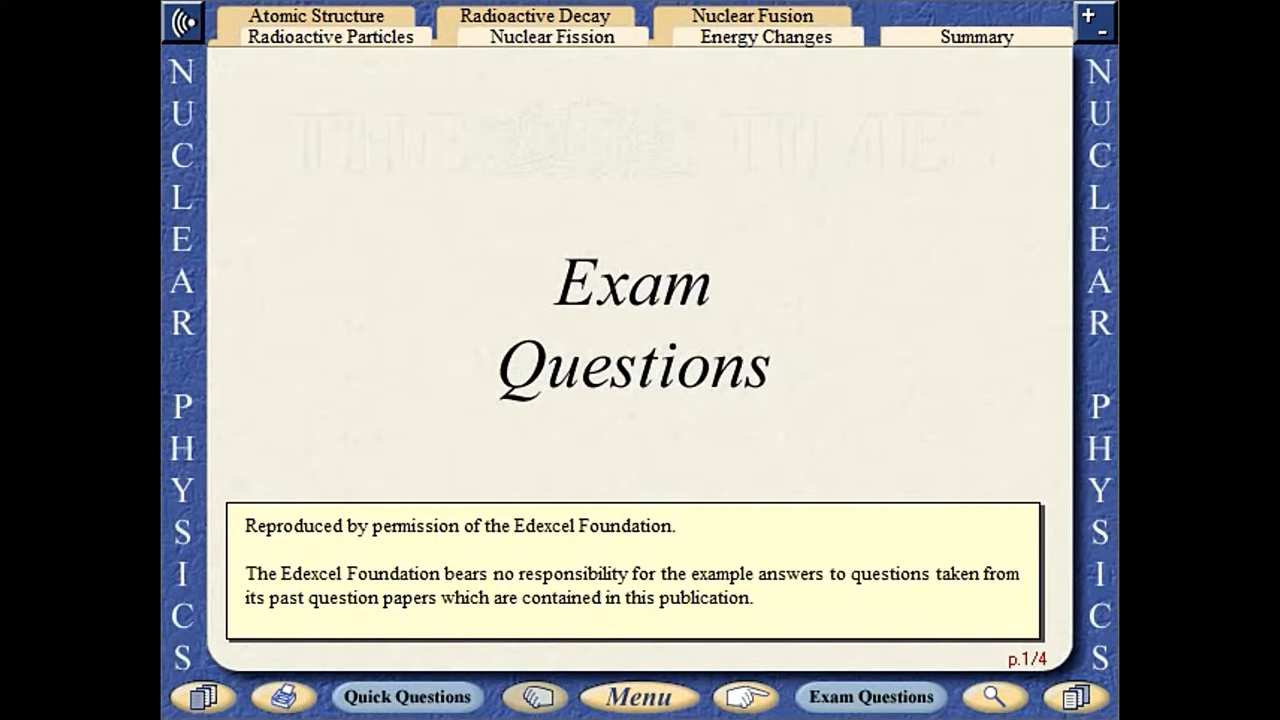 Atomic Structure
Radioactive Decay
Nuclear Fusion
Radioactive Particles
Nuclear Fission
Energy Changes
Summary
+
-
NUCLEAR PHYSICS
NUCLEAR PHYSICS
Exam
Questions
Reproduced by permission of the Edexcel Foundation.
The Edexcel Foundation bears no responsibility for the example answers to questions taken from
its past question papers which are contained in this publication.
p.1/4
Quick Questions
Menu
Exam Questions